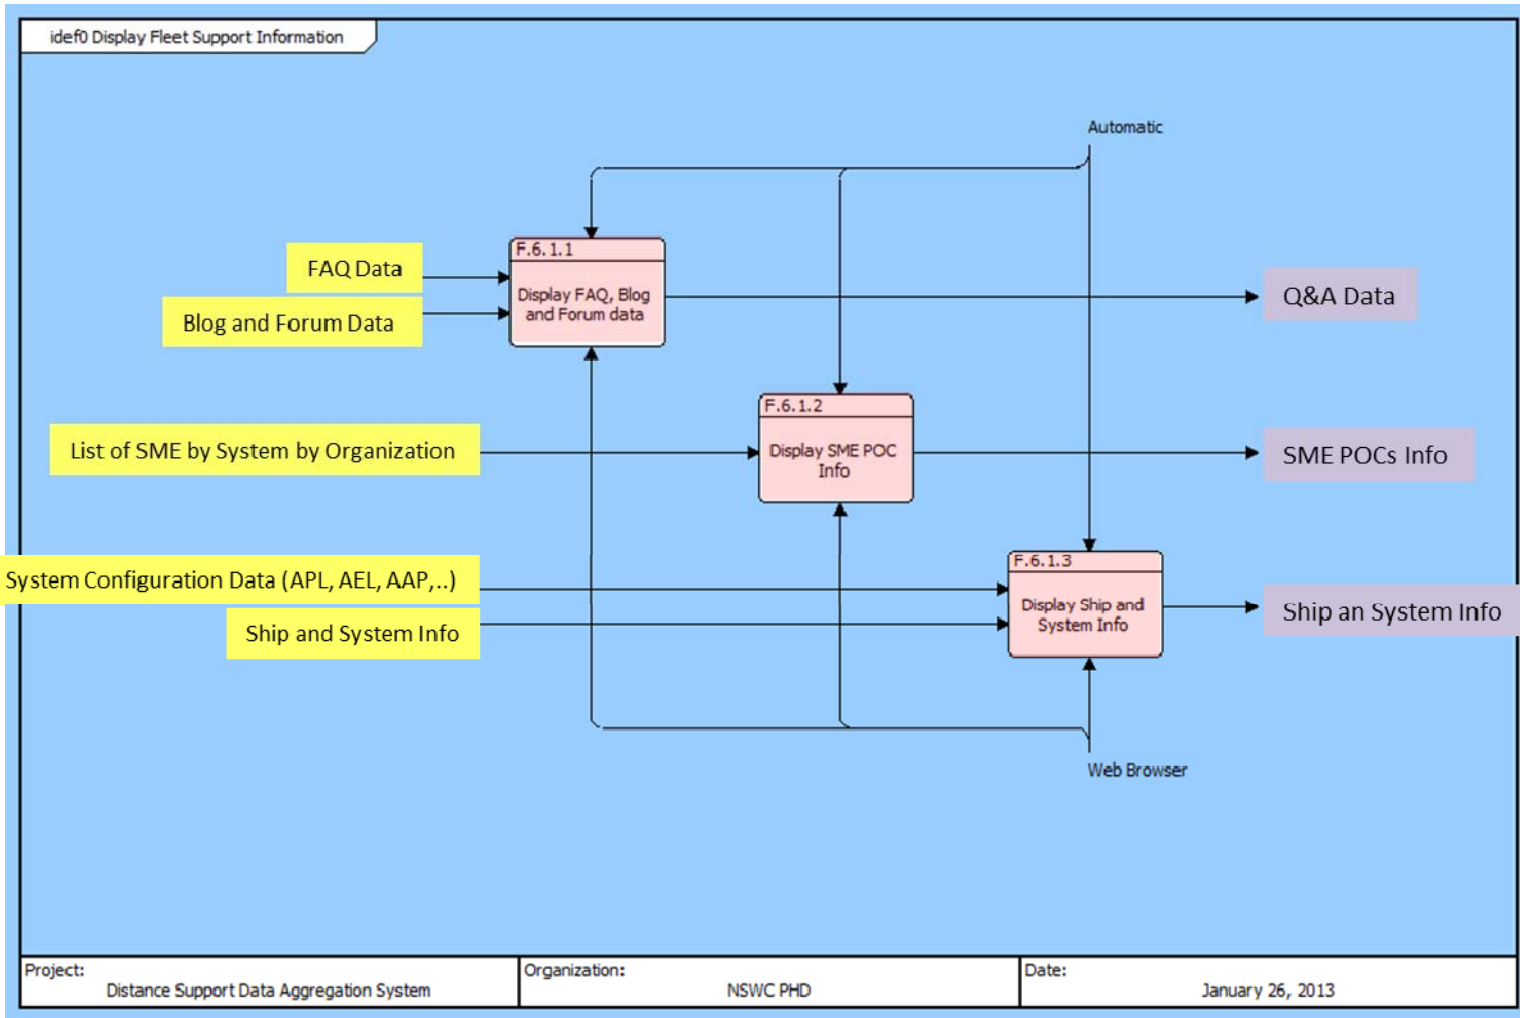 idef0 Display Fleet Support Information
Automatic
F.6.1.1
FAQ Data
Display FAQ, Blog
and Forum data
Q&A Data
Blog and Forum Data
F.6.1.2
List of SME by System by Organization
Display SME POC
Info
SME POCs Info
F.6.1.3
System Configuration Data (APL, AEL, AAP,..)
Display Ship and
System Info
Ship an System Info
Ship and System Info
Web Browser
Project:
Distance Support Data Aggregation System
Organization:
NSWC PHD
Date:
January 26, 2013